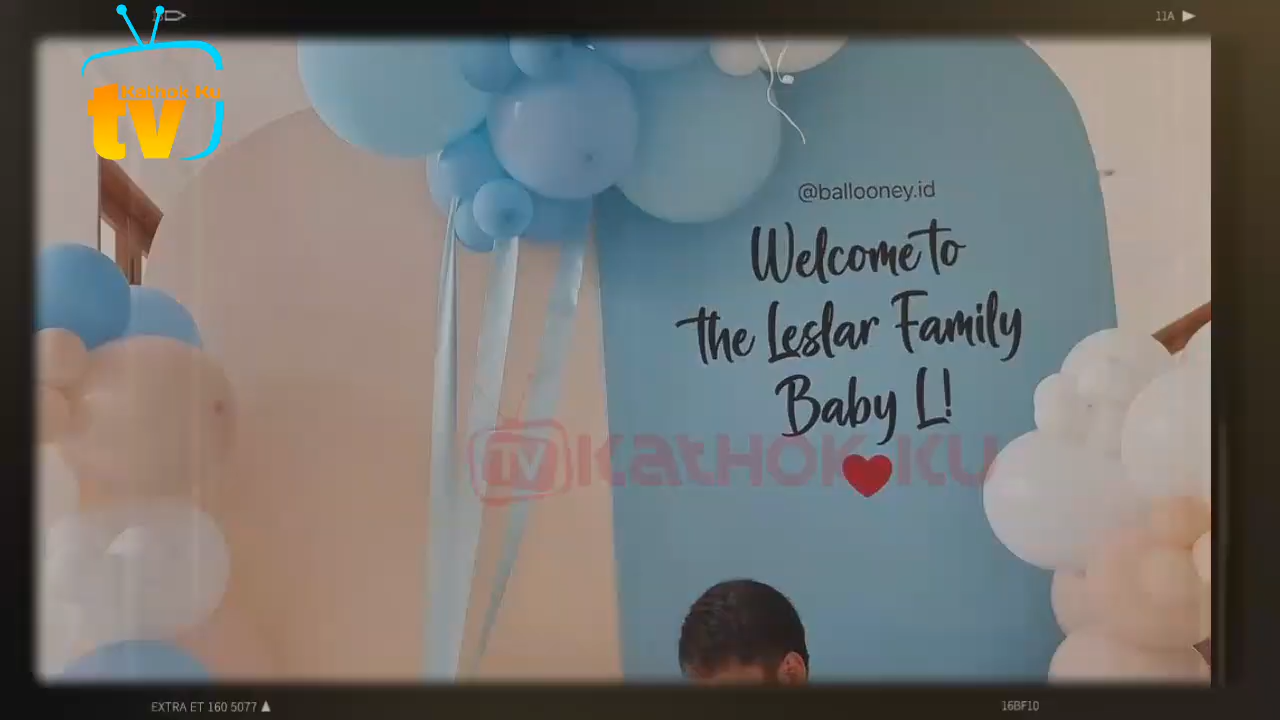 11A
Kathok Ku
tv
@ballooney.id
Welcome to
the Leslar Family
Baby L!
tv KATHOK KU
EXTRA ET 160 5077
16BF10